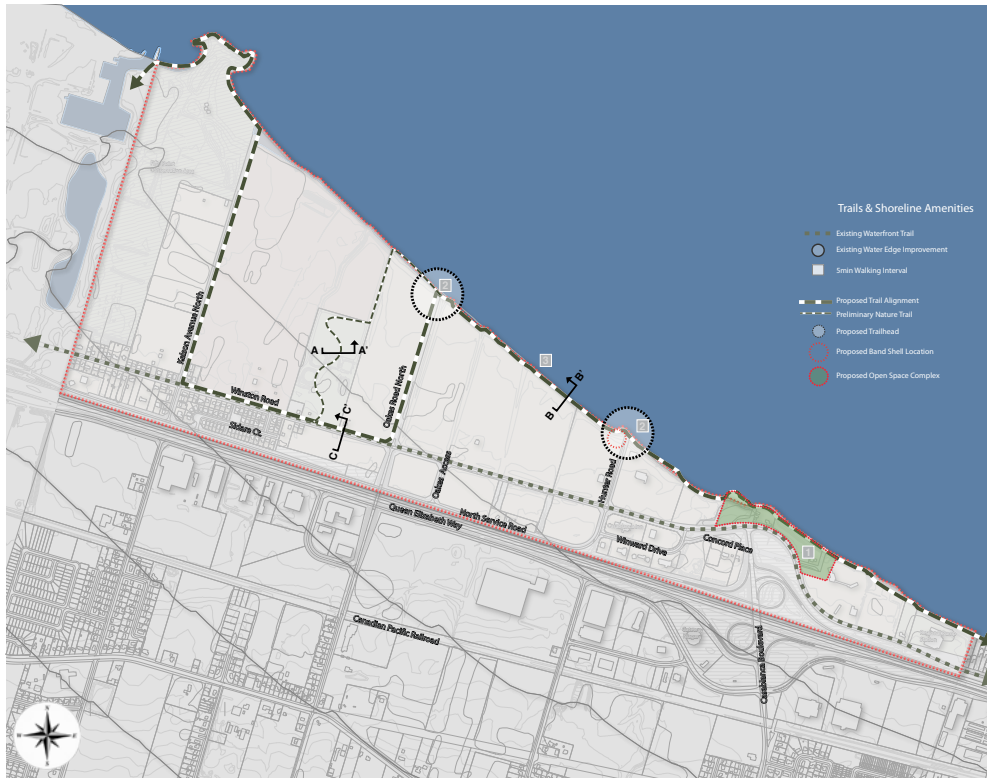 Trails & Shoreline Amenities
Existing Waterfront Trail
Existing Water Edge Improvement
5min Walking Interval
Proposed Trail Alignment
Preliminary Nature Trail
Proposed Trailhead
Proposed Band Shell Location
Proposed Open Space Complex
2
Kelson Avenue North
A
A'
3
B'
B
Oakes Road North
Winston Road
C'
C
2
Sidare Ct.
Oakes Access
Hunter Road
North Service Road
Queen Elizabeth Way
Winward Drive
Concord Place
1
Canadian Pacific Railroad
Casablanca Boulevard
N
W
E